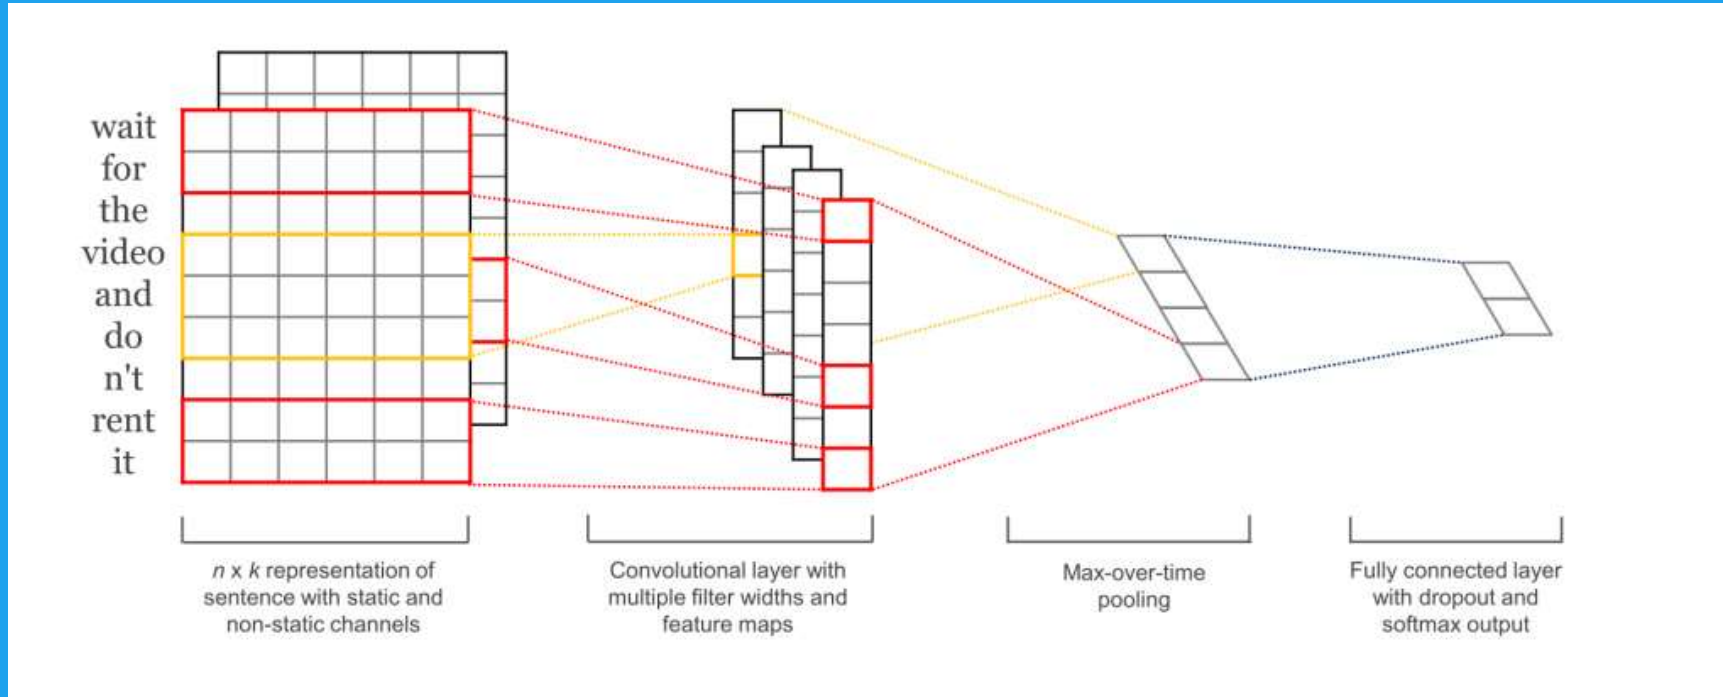 wait
for
the
video
and
do
n't
rent
it
n x k representation of
sentence with static and
non-static channels
Convolutional layer with
multiple filter widths and
feature maps
Max-over-time
pooling
Fully connected layer
with dropout and
softmax output